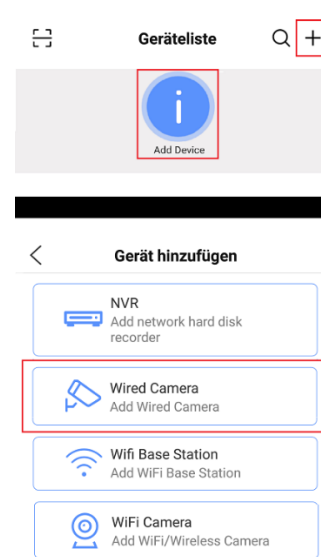 Geräteliste
Add Device
Gerät hinzufügen
NVR
Add network hard disk
recorder
Wired Camera
Add Wired Camera
Wifi Base Station
Add WiFi Base Station
WiFi Camera
Add WiFi/Wireless Camera